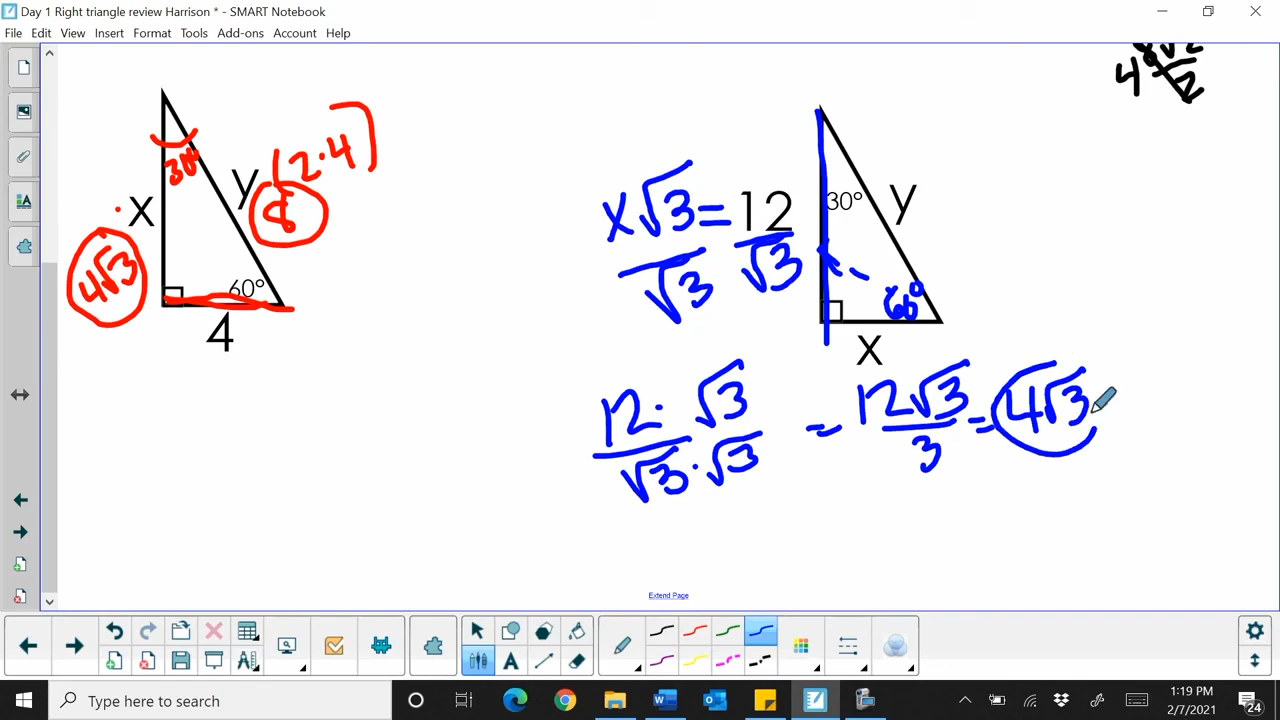 Day 1 Right triangle review Harrison * - SMART Notebook
File Edit View Insert Format Tools Add-ons Account Help
30°
(2·4)
y
8
x
4√3
60°
4
x√3 = 12
√3 √3
30°
y
60°
x
12 · √3 = 12√3 = 4√3
√3 · √3 3
Extend Page
Type here to search
1:19 PM
2/7/2021
24